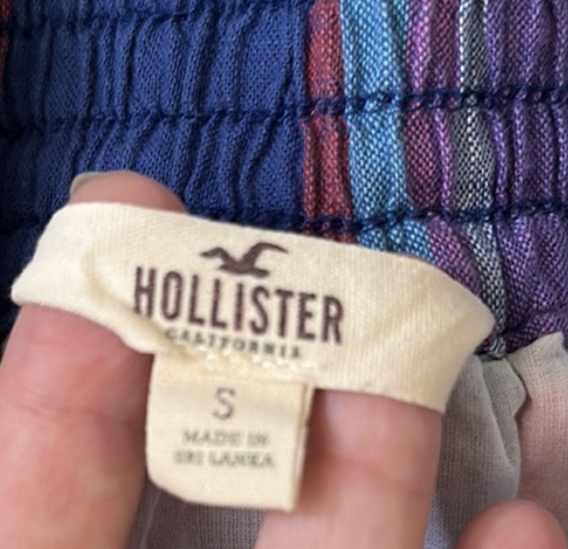 HOLLISTER
CALIFORNIA
S
MADE IN
SRI LANKA